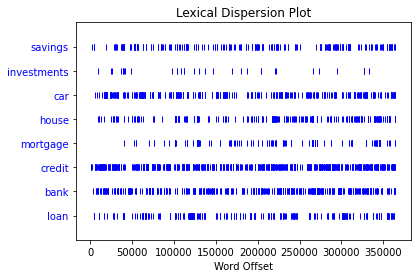 Lexical Dispersion Plot
savings
investments
car
house
mortgage
credit
bank
loan
0 50000 100000 150000 200000 250000 300000 350000
Word Offset